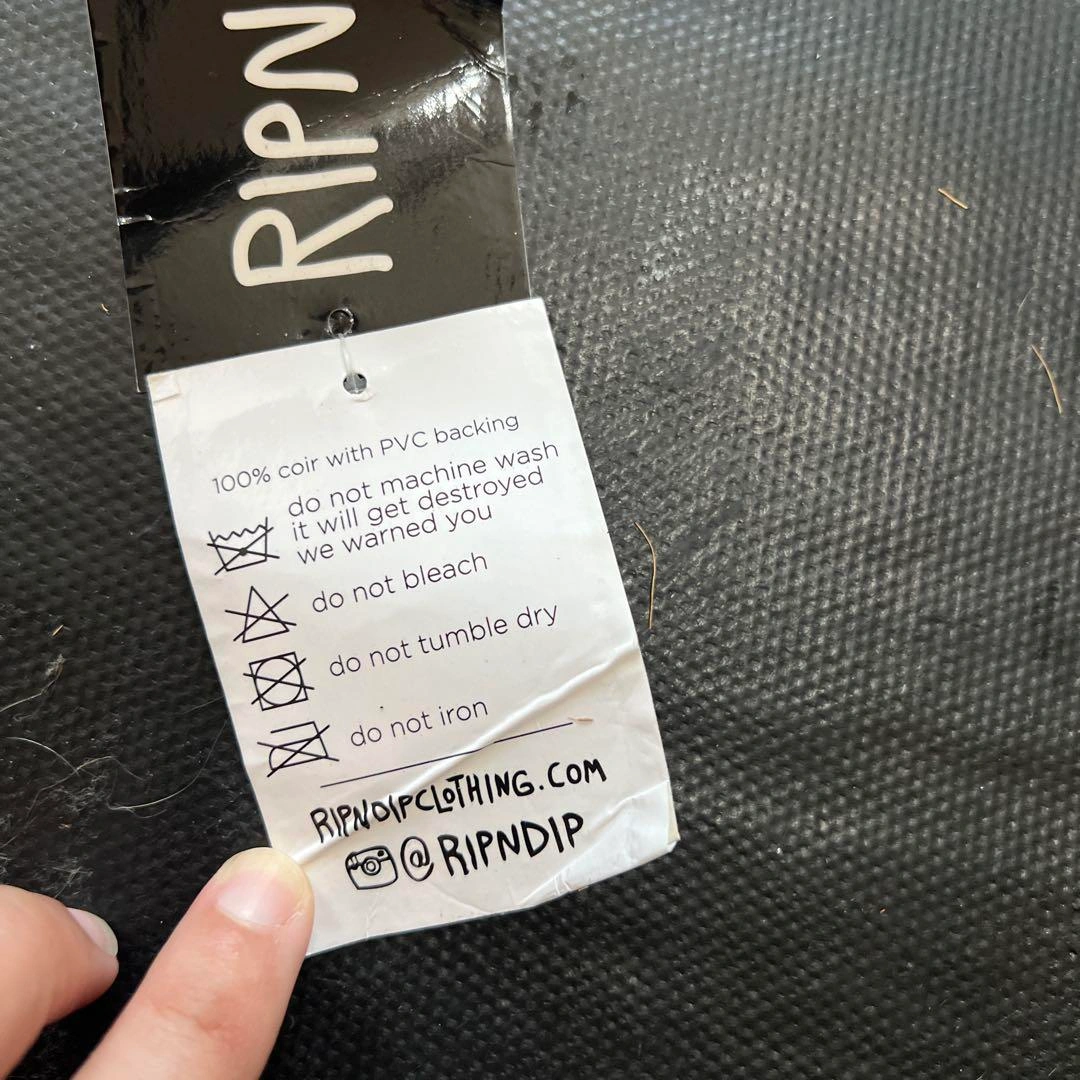 RIPN
100% coir with PVC backing
do not machine wash
it will get destroyed
we warned you
do not bleach
do not tumble dry
do not iron
RIPNDIPCLOTHING.COM
@RIPNDIP